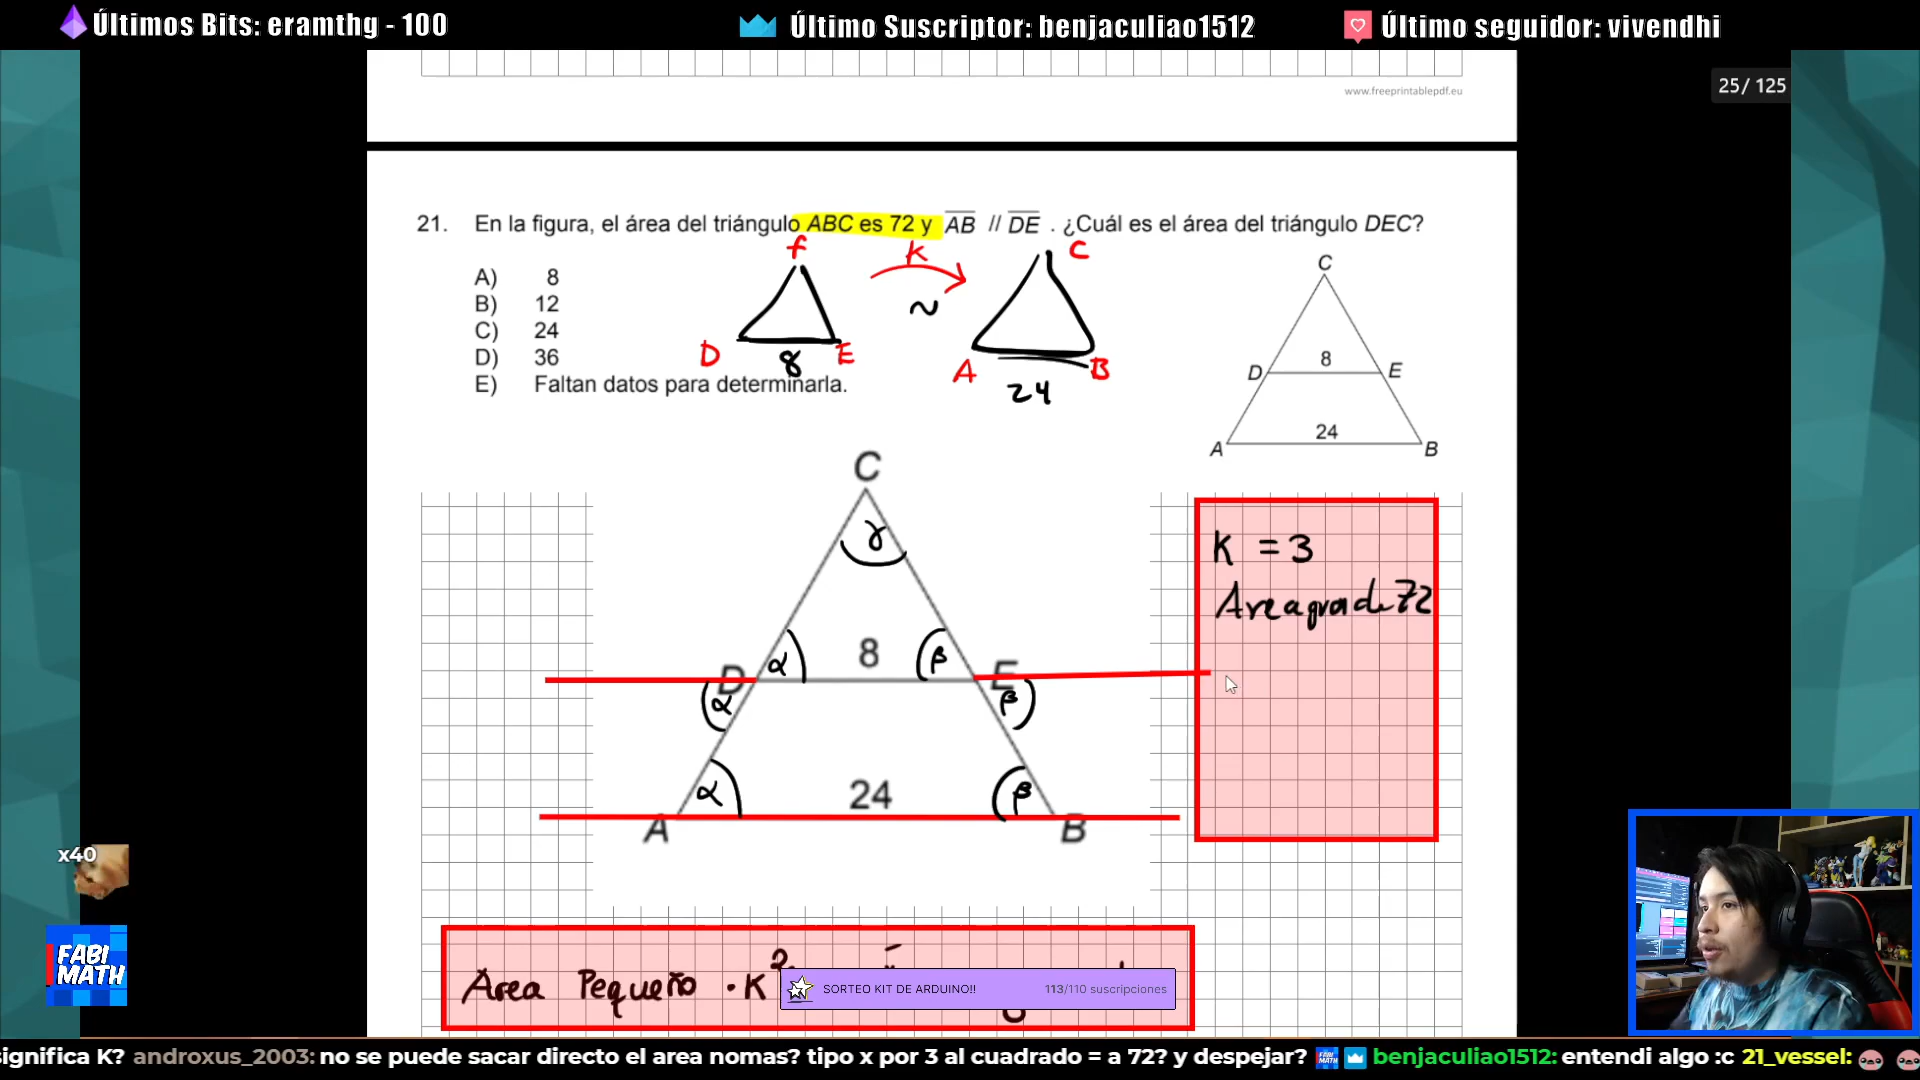 Últimos Bits: eramthg - 100
Último Suscriptor: benjaculiao1512
Último seguidor: vivendhi
25/ 125
www.freeprintablepdf.eu
21. En la figura, el área del triángulo ABC es 72 y AB // DE . ¿Cuál es el área del triángulo DEC?
A) 8
B) 12
C) 24
D) 36
E) Faltan datos para determinarla.
f
D
8
E
K
~
C
A
B
24
C
D
8
E
24
A
B
C
γ
D
α
8
β
E
α
β
α
24
β
A
B
K = 3
Area grande 72
Area Pequeño · K²
SORTEO KIT DE ARDUINO!!
113/110 suscripciones
x40
FABI
MATH
significa K? androxus_2003: no se puede sacar directo el area nomas? tipo x por 3 al cuadrado = a 72? y despejar? benjaculiao1512: entendi algo :c 21_vessel: